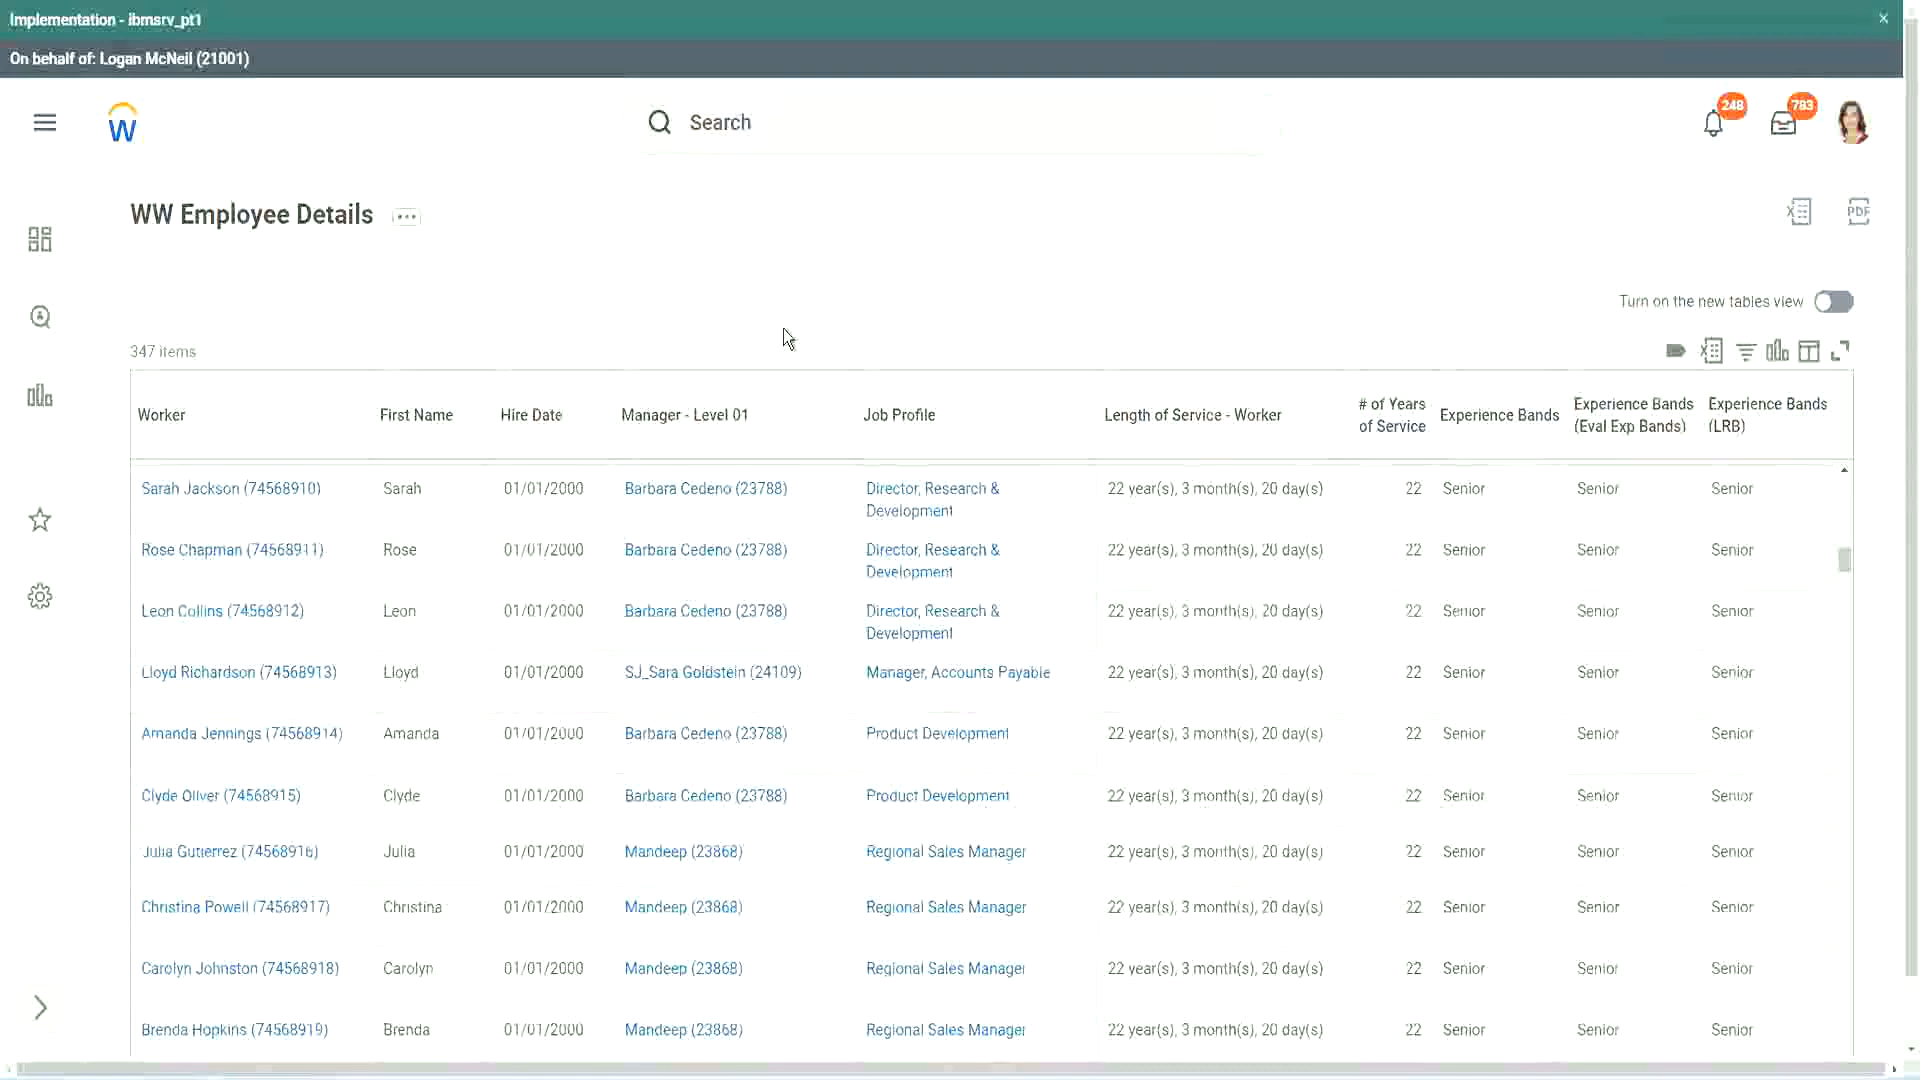 Implementation - ibmsrv_pt1
On behalf of: Logan McNeil (21001)
W
Search
248
783
WW Employee Details
PDF
Turn on the new tables view
347 items
Worker First Name Hire Date Manager - Level 01 Job Profile Length of Service - Worker # of Years of Service Experience Bands Experience Bands (Eval Exp Bands) Experience Bands (LRB)
Sarah Jackson (74568910) Sarah 01/01/2000 Barbara Cedeno (23788) Director, Research & Development 22 year(s), 3 month(s), 20 day(s) 22 Senior Senior Senior
Rose Chapman (74568911) Rose 01/01/2000 Barbara Cedeno (23788) Director, Research & Development 22 year(s), 3 month(s), 20 day(s) 22 Senior Senior Senior
Leon Collins (74568912) Leon 01/01/2000 Barbara Cedeno (23788) Director, Research & Development 22 year(s), 3 month(s), 20 day(s) 22 Senior Senior Senior
Lloyd Richardson (74568913) Lloyd 01/01/2000 SJ_Sara Goldstein (24109) Manager, Accounts Payable 22 year(s), 3 month(s), 20 day(s) 22 Senior Senior Senior
Amanda Jennings (74568914) Amanda 01/01/2000 Barbara Cedeno (23788) Product Development 22 year(s), 3 month(s), 20 day(s) 22 Senior Senior Senior
Clyde Oliver (74568915) Clyde 01/01/2000 Barbara Cedeno (23788) Product Development 22 year(s), 3 month(s), 20 day(s) 22 Senior Senior Senior
Julia Gutierrez (74568916) Julia 01/01/2000 Mandeep (23868) Regional Sales Manager 22 year(s), 3 month(s), 20 day(s) 22 Senior Senior Senior
Christina Powell (74568917) Christina 01/01/2000 Mandeep (23868) Regional Sales Manager 22 year(s), 3 month(s), 20 day(s) 22 Senior Senior Senior
Carolyn Johnston (74568918) Carolyn 01/01/2000 Mandeep (23868) Regional Sales Manager 22 year(s), 3 month(s), 20 day(s) 22 Senior Senior Senior
Brenda Hopkins (74568919) Brenda 01/01/2000 Mandeep (23868) Regional Sales Manager 22 year(s), 3 month(s), 20 day(s) 22 Senior Senior Senior